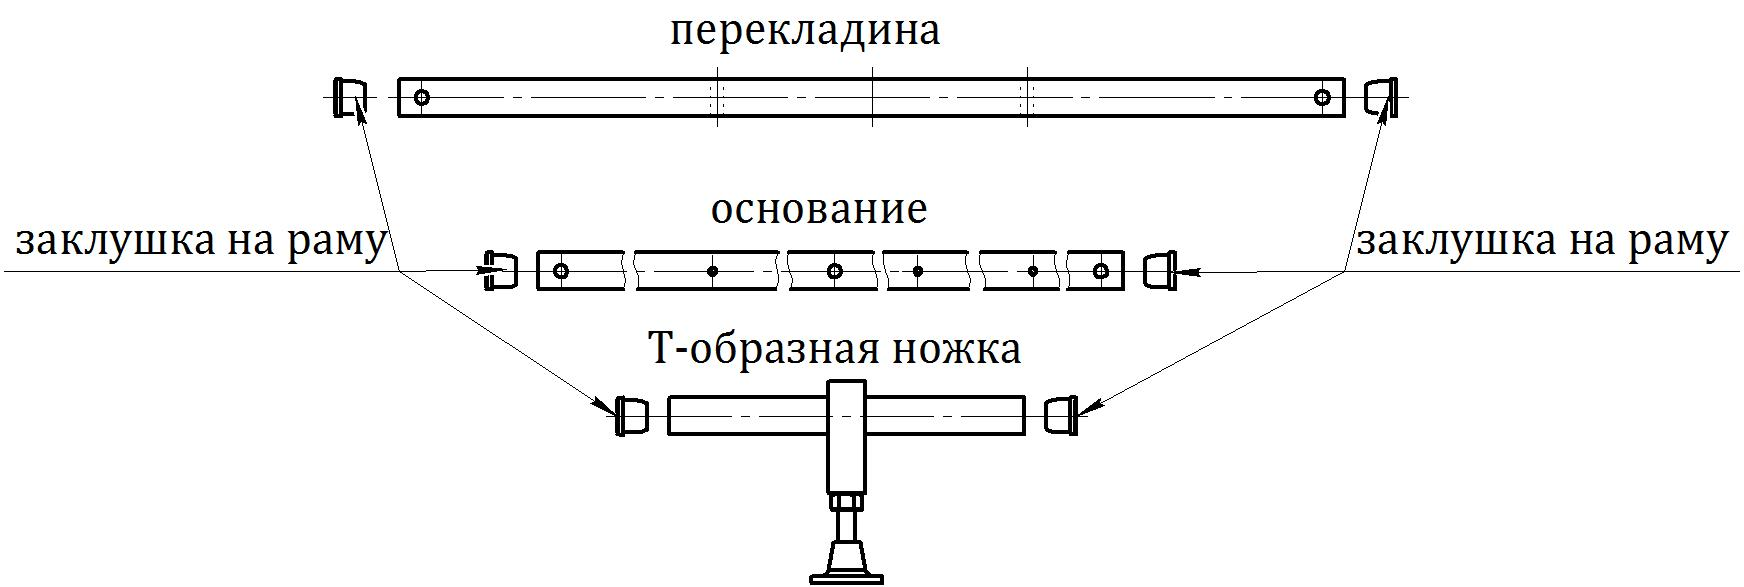 перекладина
основание
заклушка на раму
заклушка на раму
Т-образная ножка